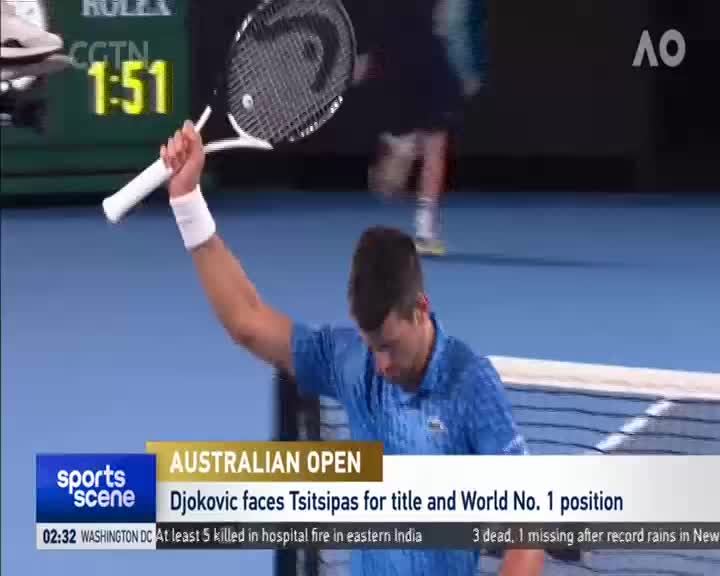 ROLEX
CGTN
1:51
AO
AUSTRALIAN OPEN
Djokovic faces Tsitsipas for title and World No. 1 position
sports
scene
02:32 WASHINGTON DC At least 5 killed in hospital fire in eastern India 3 dead, 1 missing after record rains in New